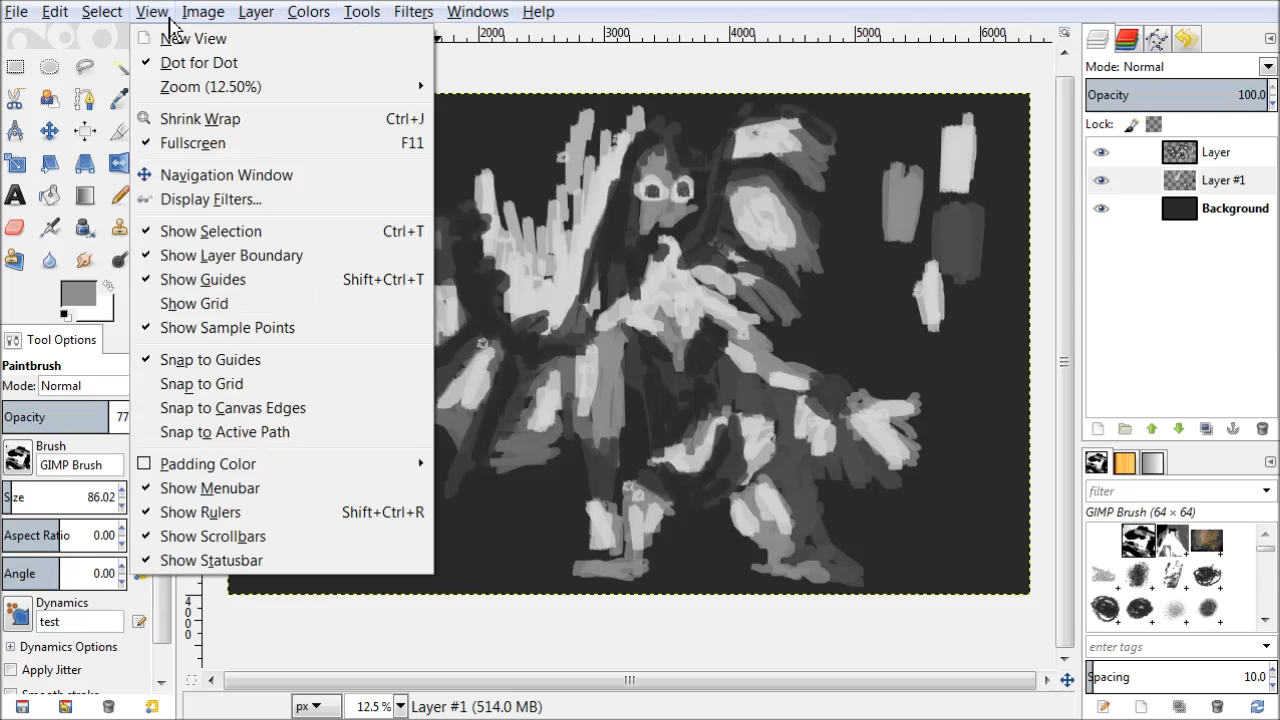 File Edit Select View Image Layer Colors Tools Filters Windows Help
New View
Dot for Dot
Zoom (12.50%)
Shrink Wrap Ctrl+J
Fullscreen F11
Navigation Window
Display Filters...
Show Selection Ctrl+T
Show Layer Boundary
Show Guides Shift+Ctrl+T
Show Grid
Show Sample Points
Snap to Guides
Snap to Grid
Snap to Canvas Edges
Snap to Active Path
Padding Color
Show Menubar
Show Rulers Shift+Ctrl+R
Show Scrollbars
Show Statusbar
Tool Options
Paintbrush
Mode: Normal
Opacity 77
Brush
GIMP Brush
Size 86.02
Aspect Ratio 0.00
Angle 0.00
Dynamics
test
Dynamics Options
Apply Jitter
2000 3000 4000 5000 6000
4000
px 12.5 % Layer #1 (514.0 MB)
Mode: Normal
Opacity 100.0
Lock:
Layer
Layer #1
Background
filter
GIMP Brush (64 × 64)
enter tags
Spacing 10.0